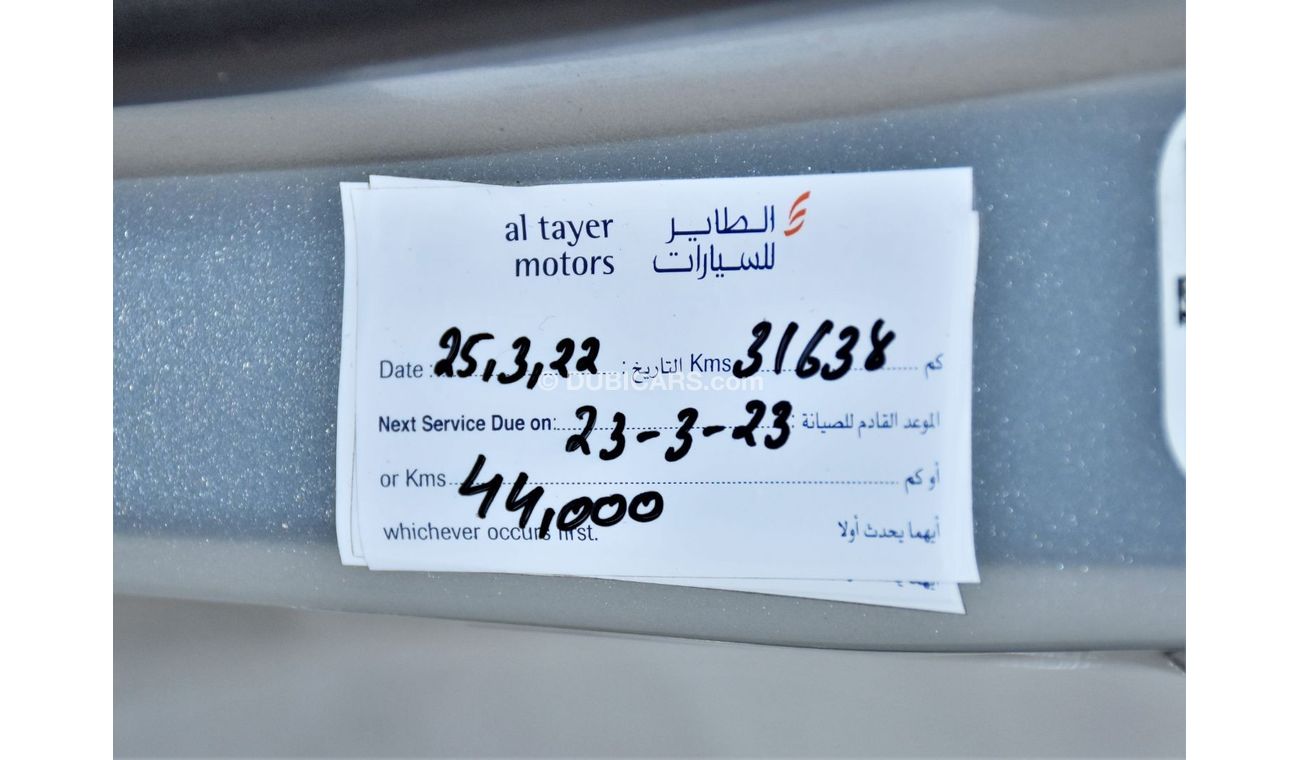 al tayer الطاير
motors للسيارات
Date: 25,3,22 التاريخ: Kms 31638 كم
© DUBICARS.com
Next Service Due on: 23-3-23 الموعد القادم للصيانة:
or Kms 44,000 أو كم
whichever occurs first. أيهما يحدث أولا